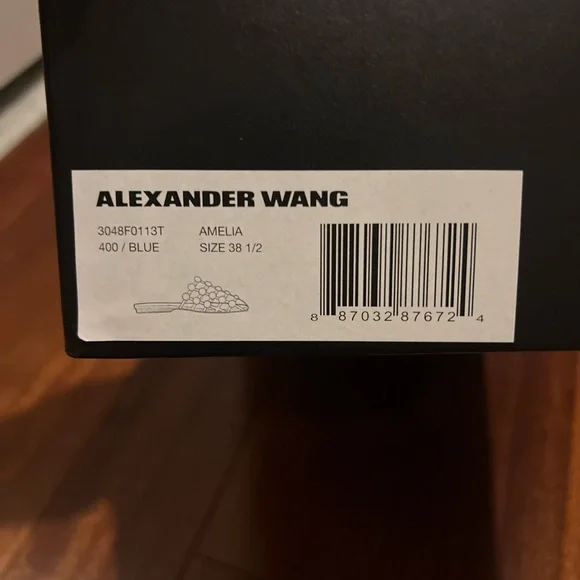 ALEXANDER WANG
3048F0113T AMELIA
400 / BLUE SIZE 38 1/2
8 87032 87672 4